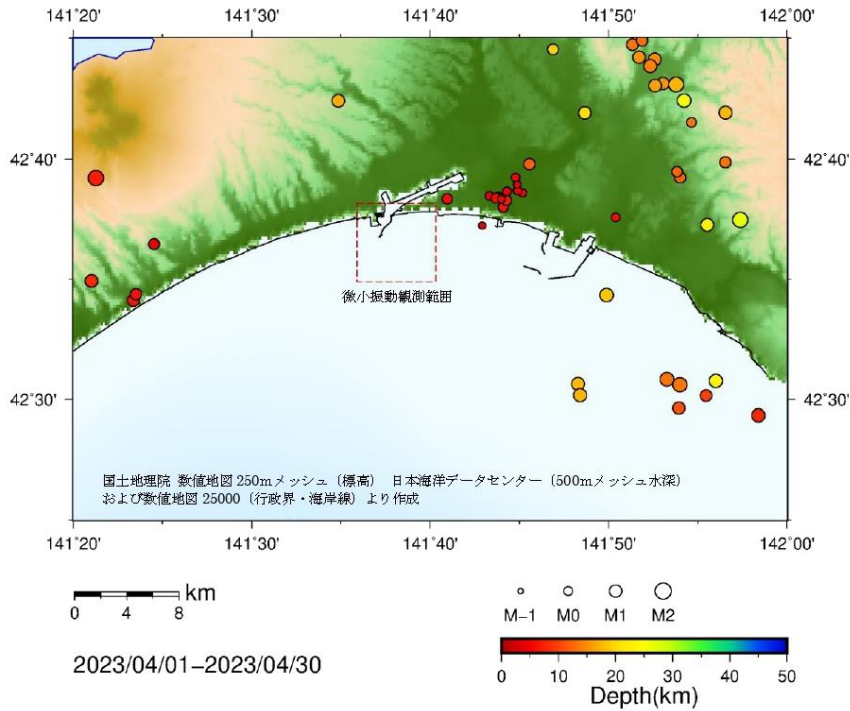 141˚20' 141˚30' 141˚40' 141˚50' 142˚00'
42˚40' 42˚40'
微小振動観測範囲
42˚30' 42˚30'
国土地理院 数値地図 250mメッシュ（標高） 日本海洋データセンター（500mメッシュ水深）
および数値地図 25000（行政界・海岸線）より作成
141˚20' 141˚30' 141˚40' 141˚50' 142˚00'
km
0 4 8
M−1 M0 M1 M2
2023/04/01−2023/04/30
0 10 20 30 40 50
Depth(km)